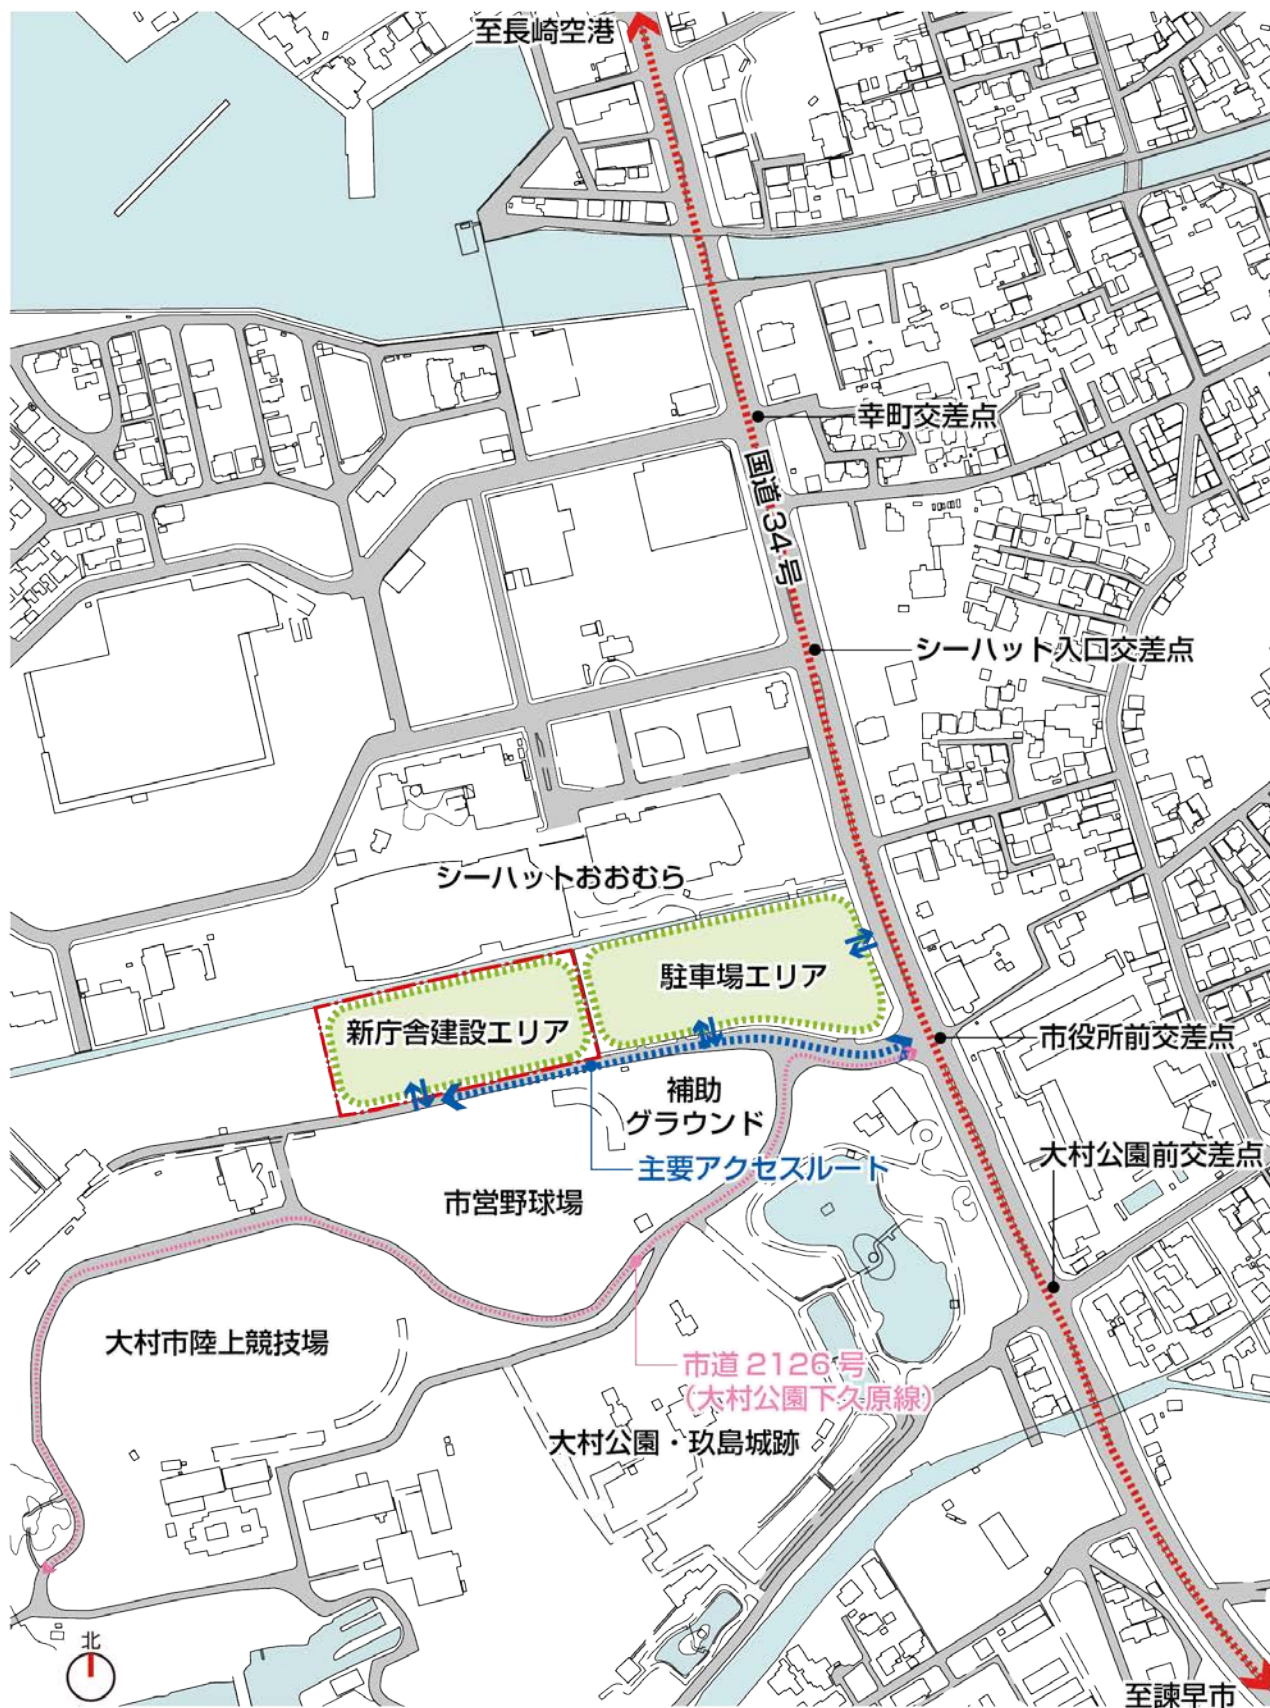 至長崎空港
幸町交差点
国道34号
シーハット入口交差点
シーハットおおむら
駐車場エリア
新庁舎建設エリア
市役所前交差点
補助
グラウンド
大村公園前交差点
主要アクセスルート
市営野球場
大村市陸上競技場
市道2126号
（大村公園下久原線）
大村公園・玖島城跡
北
至諫早市